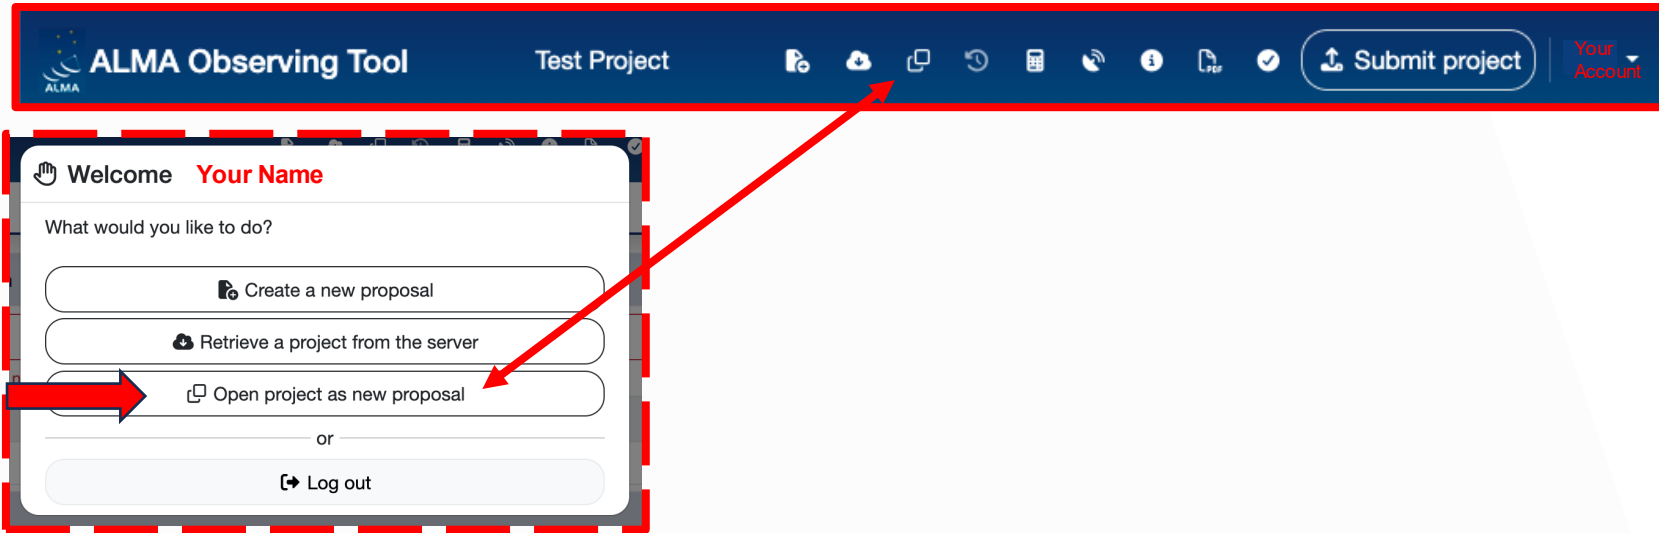 ALMA Observing Tool Test Project PDF Submit project Your Account
ALMA
Welcome Your Name
What would you like to do?
Create a new proposal
Retrieve a project from the server
Open project as new proposal
or
Log out